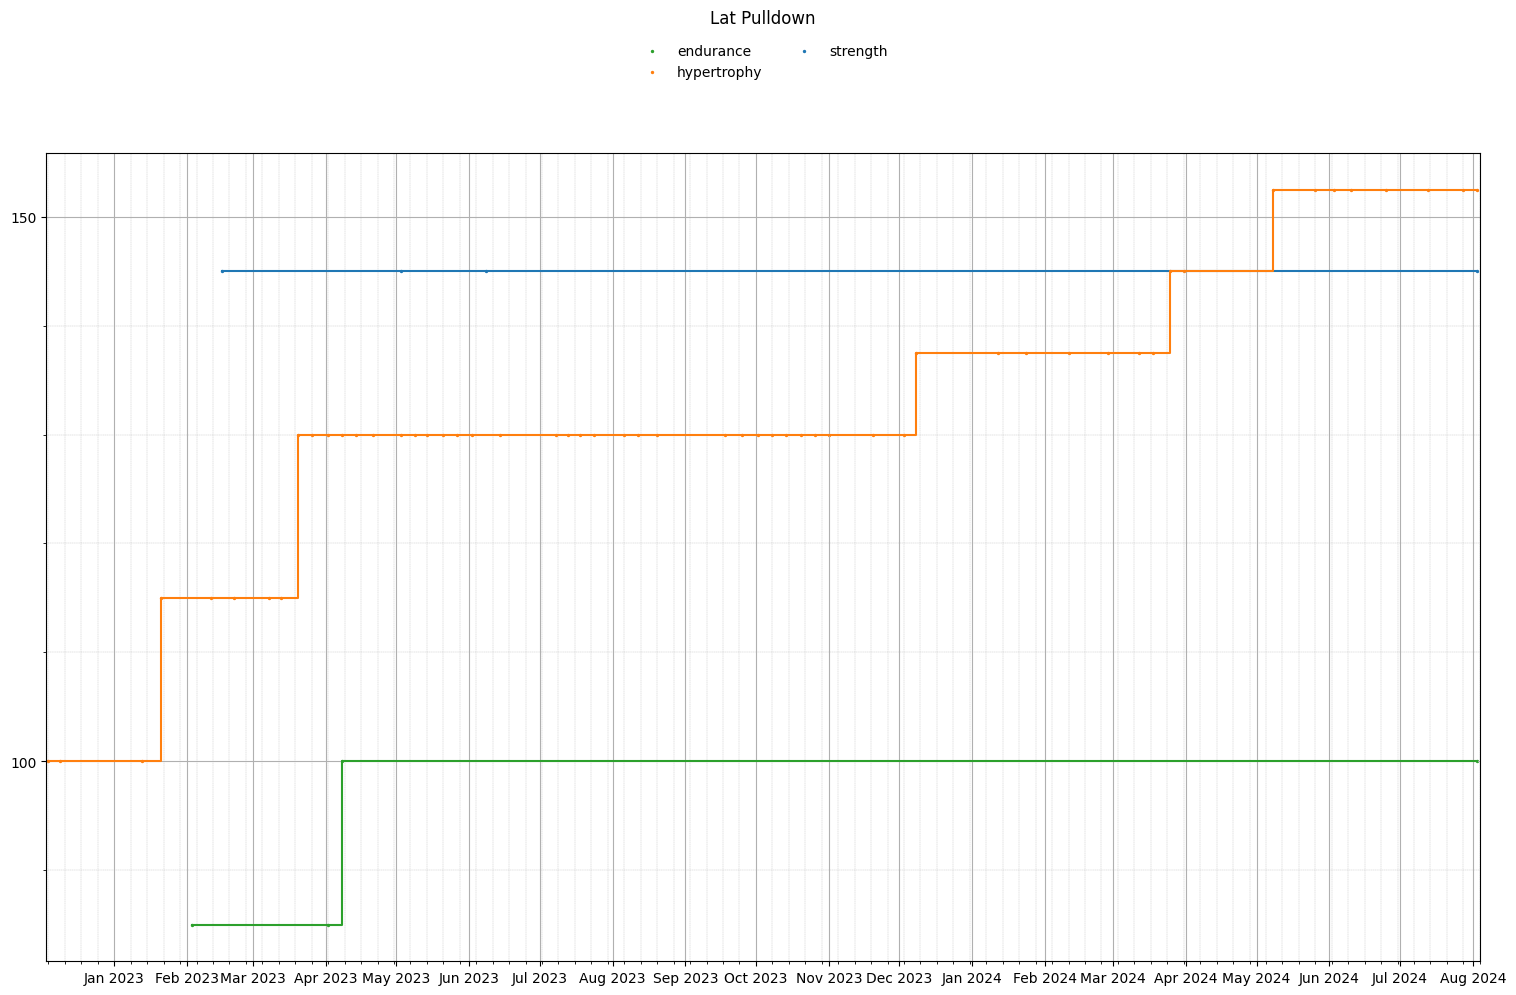 Lat Pulldown
endurance strength
hypertrophy
150
100
Jan 2023 Feb 2023 Mar 2023 Apr 2023 May 2023 Jun 2023 Jul 2023 Aug 2023 Sep 2023 Oct 2023 Nov 2023 Dec 2023 Jan 2024 Feb 2024 Mar 2024 Apr 2024 May 2024 Jun 2024 Jul 2024 Aug 2024